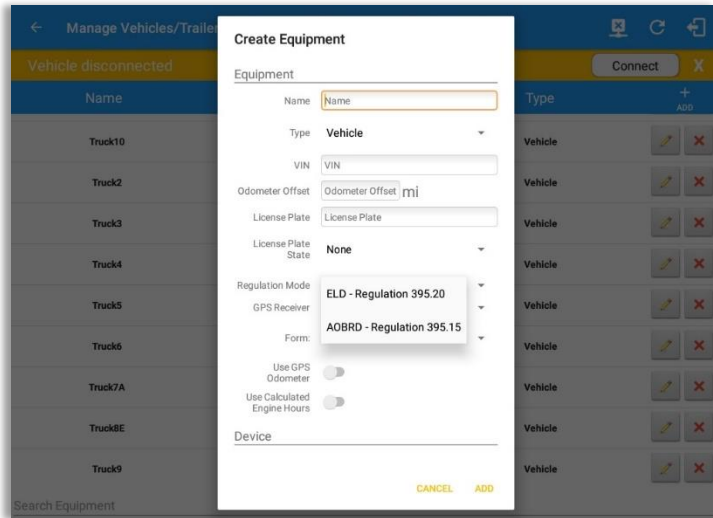 Manage Vehicles/Trailer
Vehicle disconnected
Connect
X
Name
Type
+
ADD
Truck10
Vehicle
Truck2
Vehicle
Truck3
Vehicle
Truck4
Vehicle
Truck5
Vehicle
Truck6
Vehicle
Truck7A
Vehicle
Truck8E
Vehicle
Truck9
Vehicle
Search Equipment
Create Equipment
Equipment
Name
Name
Type
Vehicle
VIN
VIN
Odometer Offset
Odometer Offset
mi
License Plate
License Plate
License Plate
State
None
Regulation Mode
ELD - Regulation 395.20
GPS Receiver
AOBRD - Regulation 395.15
Form:
Use GPS
Odometer
Use Calculated
Engine Hours
Device
CANCEL
ADD